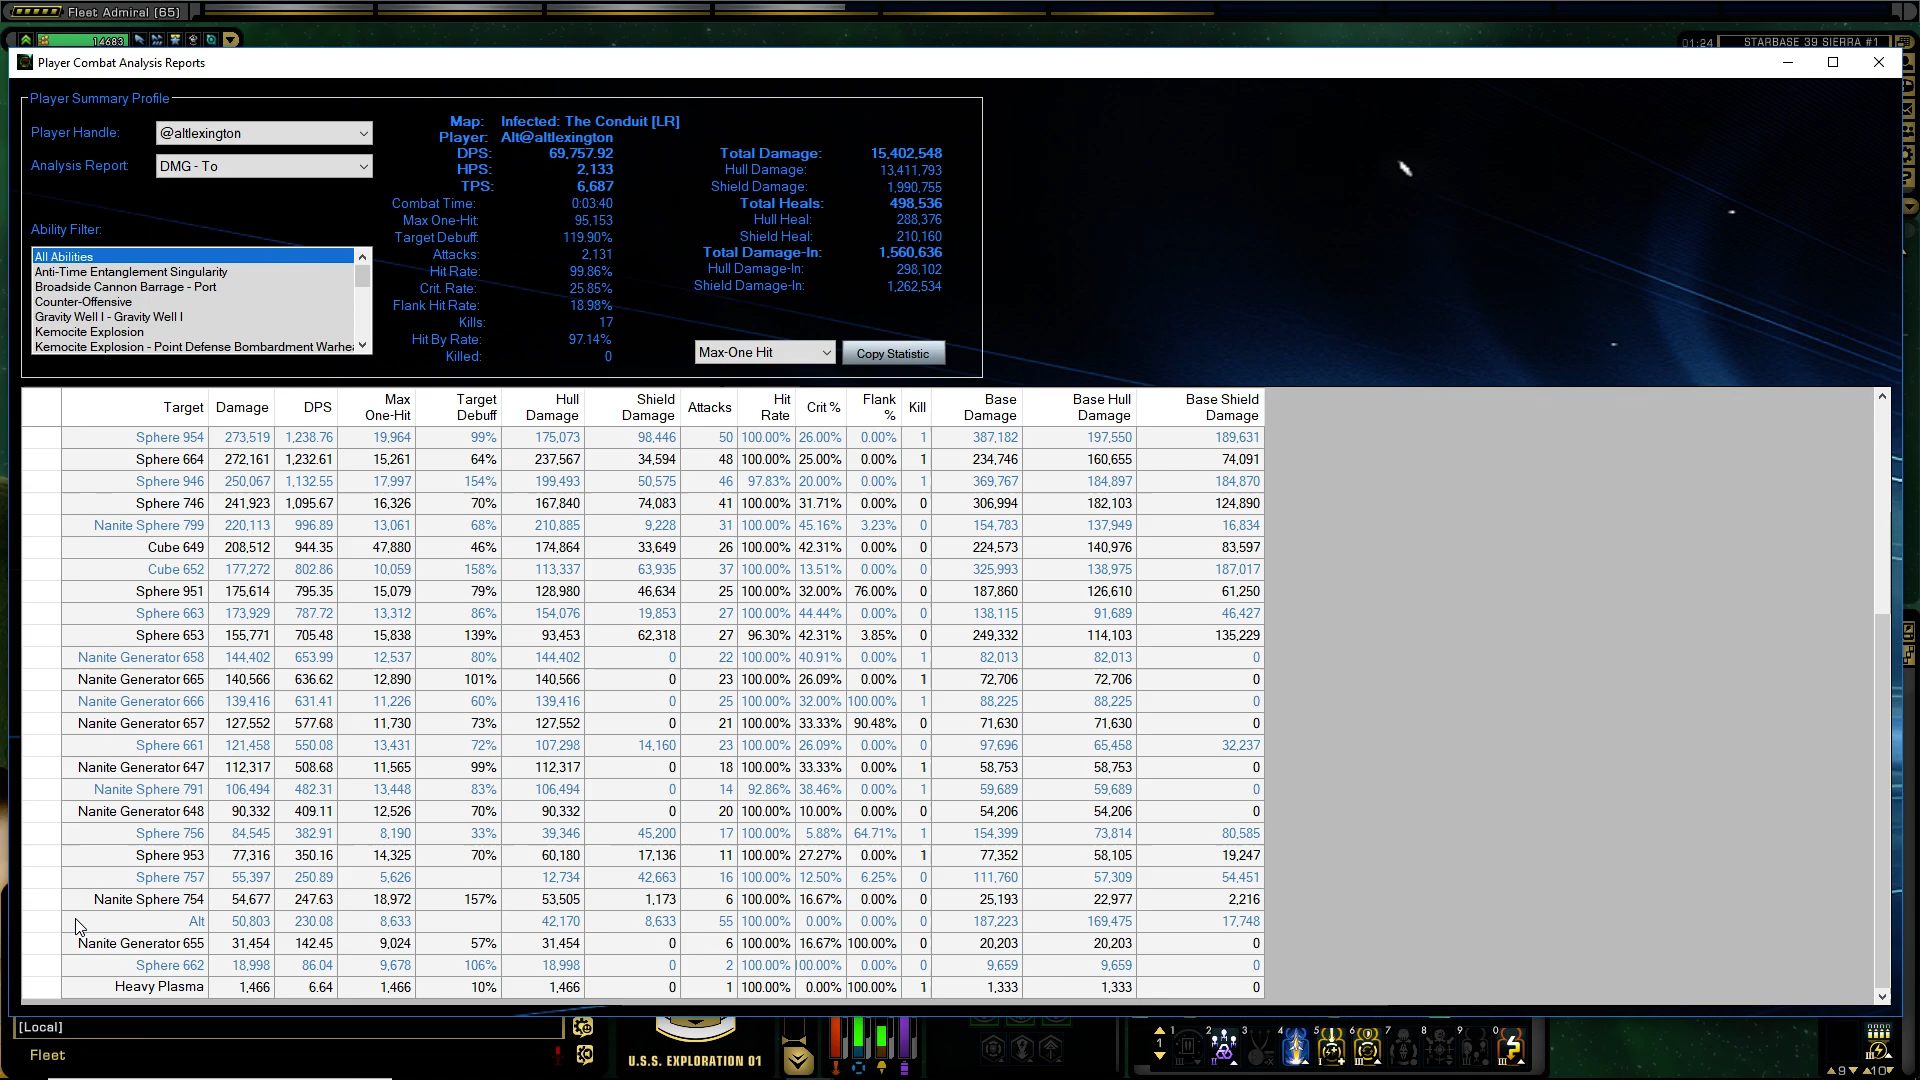 Fleet Admiral (65)
14683
01:24 STARBASE 39 SIERRA #1
Player Combat Analysis Reports
Player Summary Profile
Player Handle: @altlexington
Analysis Report: DMG - To
Ability Filter:
All Abilities
Anti-Time Entanglement Singularity
Broadside Cannon Barrage - Port
Counter-Offensive
Gravity Well I - Gravity Well I
Kemocite Explosion
Kemocite Explosion - Point Defense Bombardment Warhea
Map: Infected: The Conduit [LR]
Player: Alt@altlexington
DPS: 69,757.92
HPS: 2,133
TPS: 6,687
Combat Time: 0:03:40
Max One-Hit: 95,153
Target Debuff: 119.90%
Attacks: 2,131
Hit Rate: 99.86%
Crit. Rate: 25.85%
Flank Hit Rate: 18.98%
Kills: 17
Hit By Rate: 97.14%
Killed: 0
Total Damage: 15,402,548
Hull Damage: 13,411,793
Shield Damage: 1,990,755
Total Heals: 498,536
Hull Heal: 288,376
Shield Heal: 210,160
Total Damage-In: 1,560,636
Hull Damage-In: 298,102
Shield Damage-In: 1,262,534
Max-One Hit Copy Statistic
Target Damage DPS Max One-Hit Target Debuff Hull Damage Shield Damage Attacks Hit Rate Crit % Flank % Kill Base Damage Base Hull Damage Base Shield Damage
Sphere 954 273,519 1,238.76 19,964 99% 175,073 98,446 50 100.00% 26.00% 0.00% 1 387,182 197,550 189,631
Sphere 664 272,161 1,232.61 15,261 64% 237,567 34,594 48 100.00% 25.00% 0.00% 1 234,746 160,655 74,091
Sphere 946 250,067 1,132.55 17,997 154% 199,493 50,575 46 97.83% 20.00% 0.00% 1 369,767 184,897 184,870
Sphere 746 241,923 1,095.67 16,326 70% 167,840 74,083 41 100.00% 31.71% 0.00% 0 306,994 182,103 124,890
Nanite Sphere 799 220,113 996.89 13,061 68% 210,885 9,228 31 100.00% 45.16% 3.23% 0 154,783 137,949 16,834
Cube 649 208,512 944.35 47,880 46% 174,864 33,649 26 100.00% 42.31% 0.00% 0 224,573 140,976 83,597
Cube 652 177,272 802.86 10,059 158% 113,337 63,935 37 100.00% 13.51% 0.00% 0 325,993 138,975 187,017
Sphere 951 175,614 795.35 15,079 79% 128,980 46,634 25 100.00% 32.00% 76.00% 0 187,860 126,610 61,250
Sphere 663 173,929 787.72 13,312 86% 154,076 19,853 27 100.00% 44.44% 0.00% 0 138,115 91,689 46,427
Sphere 653 155,771 705.48 15,838 139% 93,453 62,318 27 96.30% 42.31% 3.85% 0 249,332 114,103 135,229
Nanite Generator 658 144,402 653.99 12,537 80% 144,402 0 22 100.00% 40.91% 0.00% 1 82,013 82,013 0
Nanite Generator 665 140,566 636.62 12,890 101% 140,566 0 23 100.00% 26.09% 0.00% 1 72,706 72,706 0
Nanite Generator 666 139,416 631.41 11,226 60% 139,416 0 25 100.00% 32.00% 100.00% 1 88,225 88,225 0
Nanite Generator 657 127,552 577.68 11,730 73% 127,552 0 21 100.00% 33.33% 90.48% 0 71,630 71,630 0
Sphere 661 121,458 550.08 13,431 72% 107,298 14,160 23 100.00% 26.09% 0.00% 0 97,696 65,458 32,237
Nanite Generator 647 112,317 508.68 11,565 99% 112,317 0 18 100.00% 33.33% 0.00% 1 58,753 58,753 0
Nanite Sphere 791 106,494 482.31 13,448 83% 106,494 0 14 92.86% 38.46% 0.00% 1 59,689 59,689 0
Nanite Generator 648 90,332 409.11 12,526 70% 90,332 0 20 100.00% 10.00% 0.00% 0 54,206 54,206 0
Sphere 756 84,545 382.91 8,190 33% 39,346 45,200 17 100.00% 5.88% 64.71% 1 154,399 73,814 80,585
Sphere 953 77,316 350.16 14,325 70% 60,180 17,136 11 100.00% 27.27% 0.00% 1 77,352 58,105 19,247
Sphere 757 55,397 250.89 5,626 12,734 42,663 16 100.00% 12.50% 6.25% 0 111,760 57,309 54,451
Nanite Sphere 754 54,677 247.63 18,972 157% 53,505 1,173 6 100.00% 16.67% 0.00% 0 25,193 22,977 2,216
Alt 50,803 230.08 8,633 42,170 8,633 55 100.00% 0.00% 0.00% 0 187,223 169,475 17,748
Nanite Generator 655 31,454 142.45 9,024 57% 31,454 0 6 100.00% 16.67% 100.00% 0 20,203 20,203 0
Sphere 662 18,998 86.04 9,678 106% 18,998 0 2 100.00% 100.00% 0.00% 0 9,659 9,659 0
Heavy Plasma 1,466 6.64 1,466 10% 1,466 0 1 100.00% 0.00% 100.00% 1 1,333 1,333 0
[Local]
Fleet
U.S.S. EXPLORATION 01
1 1 2 3 4 5 6 7 8 9 0
9 10